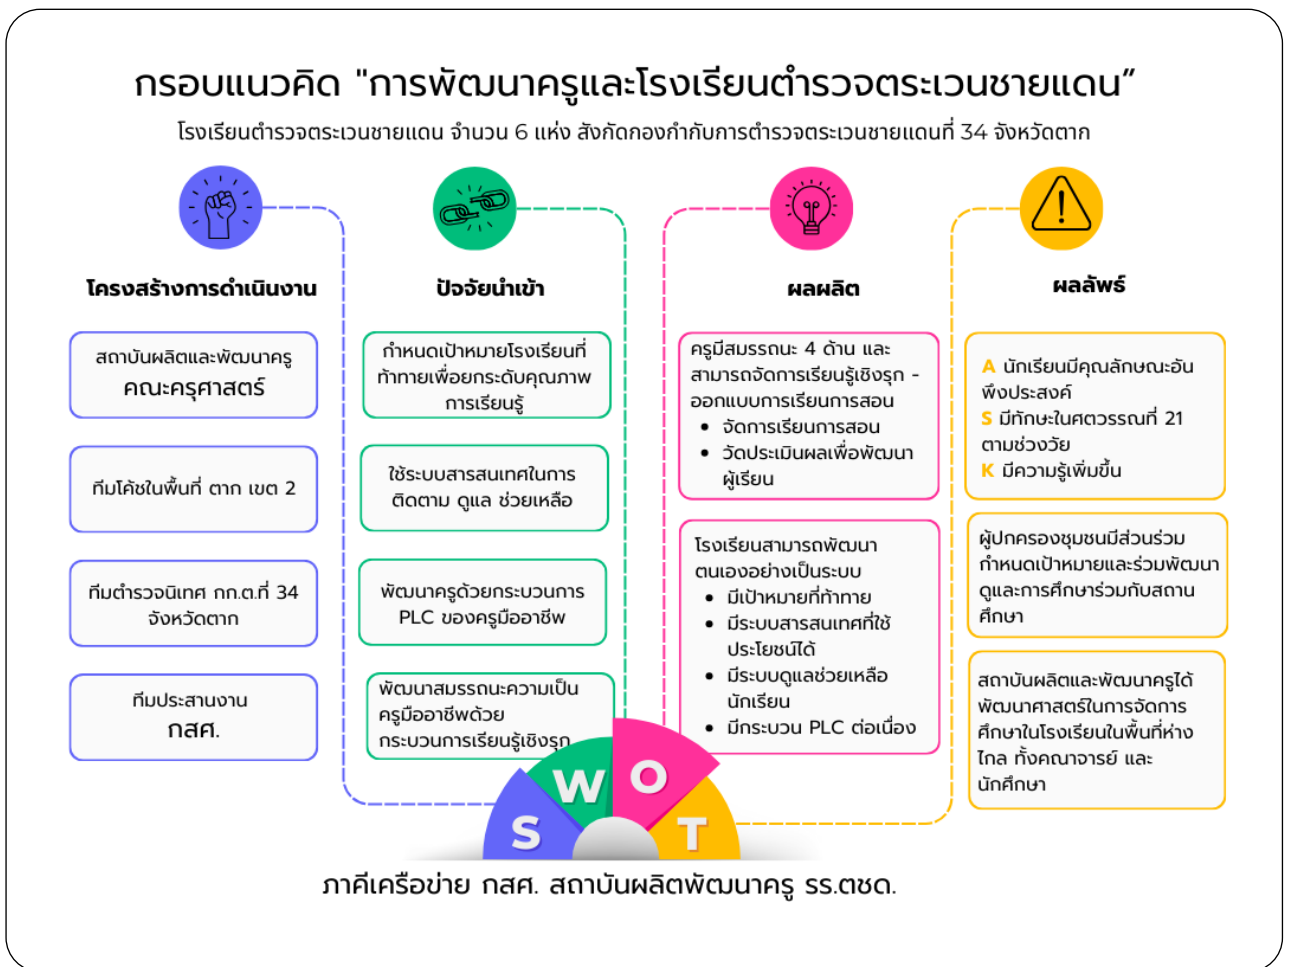 กรอบแนวคิด "การพัฒนาครูและโรงเรียนตำรวจตระเวนชายแดน”
โรงเรียนตำรวจตระเวนชายแดน จำนวน 6 แห่ง สังกัดกองกำกับการตำรวจตระเวนชายแดนที่ 34 จังหวัดตาก
โครงสร้างการดำเนินงาน
สถาบันผลิตและพัฒนาครู
คณะครุศาสตร์
ทีมโค้ชในพื้นที่ ตาก เขต 2
ทีมตำรวจนิเทศ กก.ต.ที่ 34
จังหวัดตาก
ทีมประสานงาน
กสศ.
ปัจจัยนำเข้า
กำหนดเป้าหมายโรงเรียนที่
ท้าทายเพื่อยกระดับคุณภาพ
การเรียนรู้
ใช้ระบบสารสนเทศในการ
ติดตาม ดูแล ช่วยเหลือ
พัฒนาครูด้วยกระบวนการ
PLC ของครูมืออาชีพ
พัฒนาสมรรถนะความเป็น
ครูมืออาชีพด้วย
กระบวนการเรียนรู้เชิงรุก
ผลผลิต
ครูมีสมรรถนะ 4 ด้าน และ
สามารถจัดการเรียนรู้เชิงรุก -
ออกแบบการเรียนการสอน
• จัดการเรียนการสอน
• วัดประเมินผลเพื่อพัฒนา
ผู้เรียน
โรงเรียนสามารถพัฒนา
ตนเองอย่างเป็นระบบ
• มีเป้าหมายที่ท้าทาย
• มีระบบสารสนเทศที่ใช้
ประโยชน์ได้
• มีระบบดูแลช่วยเหลือ
นักเรียน
• มีกระบวน PLC ต่อเนื่อง
ผลลัพธ์
A นักเรียนมีคุณลักษณะอัน
พึงประสงค์
S มีทักษะในศตวรรณที่ 21
ตามช่วงวัย
K มีความรู้เพิ่มขึ้น
ผู้ปกครองชุมชนมีส่วนร่วม
กำหนดเป้าหมายและร่วมพัฒนา
ดูและการศึกษาร่วมกับสถาน
ศึกษา
สถาบันผลิตและพัฒนาครูได้
พัฒนาศาสตร์ในการจัดการ
ศึกษาในโรงเรียนในพื้นที่ห่าง
ไกล ทั้งคณาจารย์ และ
นักศึกษา
S W O T
ภาคีเครือข่าย กสศ. สถาบันผลิตพัฒนาครู รร.ตชด.